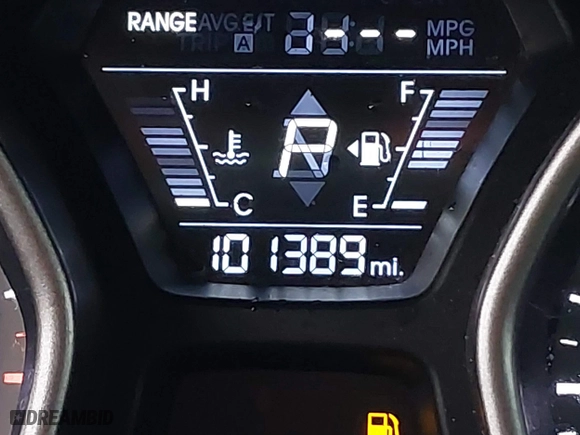 RANGE AVG E/T --- MPG
TRIP A MPH
H F
P
C E
101389 mi.
DREAMBID